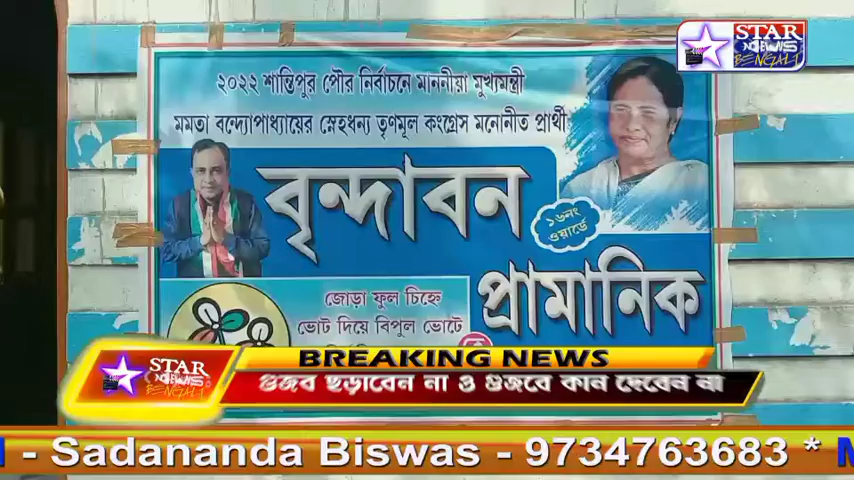 STAR
NEWS
BENGALI
২০২২ শান্তিপুর পৌর নির্বাচনে মাননীয়া মুখ্যমন্ত্রী
মমতা বন্দ্যোপাধ্যায়ের স্নেহধন্য তৃণমূল কংগ্রেস মনোনীত প্রার্থী
বৃন্দাবন
১৬নং
ওয়ার্ডে
প্রামানিক
জোড়া ফুল চিহ্নে
ভোট দিয়ে বিপুল ভোটে
BREAKING NEWS
STAR
NEWS
BENGALI
গুজব ছড়াবেন না ও গুজবে কান দেবেন না
- Sadananda Biswas - 9734763683 *